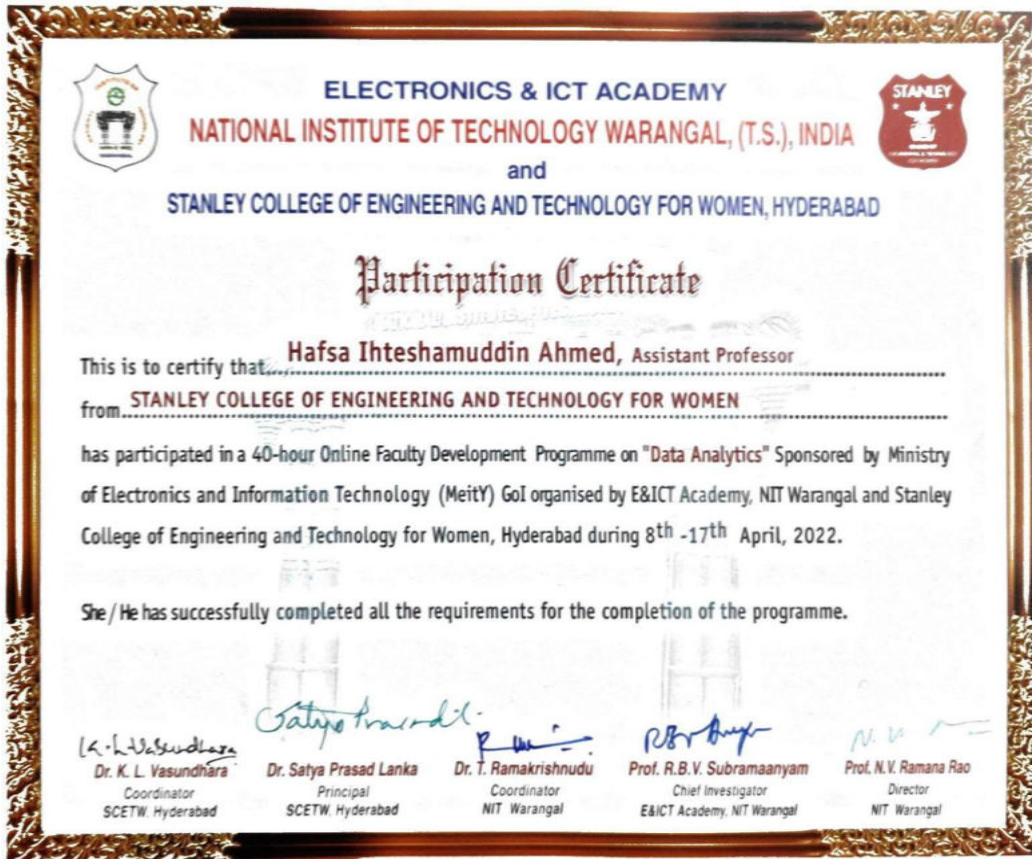 ELECTRONICS & ICT ACADEMY
NATIONAL INSTITUTE OF TECHNOLOGY WARANGAL, (T.S.), INDIA
and
STANLEY COLLEGE OF ENGINEERING AND TECHNOLOGY FOR WOMEN, HYDERABAD
STANLEY
Participation Certificate
This is to certify that Hafsa Ihteshamuddin Ahmed, Assistant Professor
from STANLEY COLLEGE OF ENGINEERING AND TECHNOLOGY FOR WOMEN
has participated in a 40-hour Online Faculty Development Programme on "Data Analytics" Sponsored by Ministry
of Electronics and Information Technology (MeitY) GoI organised by E&ICT Academy, NIT Warangal and Stanley
College of Engineering and Technology for Women, Hyderabad during 8th -17th April, 2022.
She / He has successfully completed all the requirements for the completion of the programme.
K.L.Vasundhara
Dr. K. L. Vasundhara
Coordinator
SCETW, Hyderabad
Dr. Satya Prasad Lanka
Principal
SCETW, Hyderabad
Dr. T. Ramakrishnudu
Coordinator
NIT Warangal
Prof. R.B.V. Subramaanyam
Chief Investigator
E&ICT Academy, NIT Warangal
Prof. N.V. Ramana Rao
Director
NIT Warangal